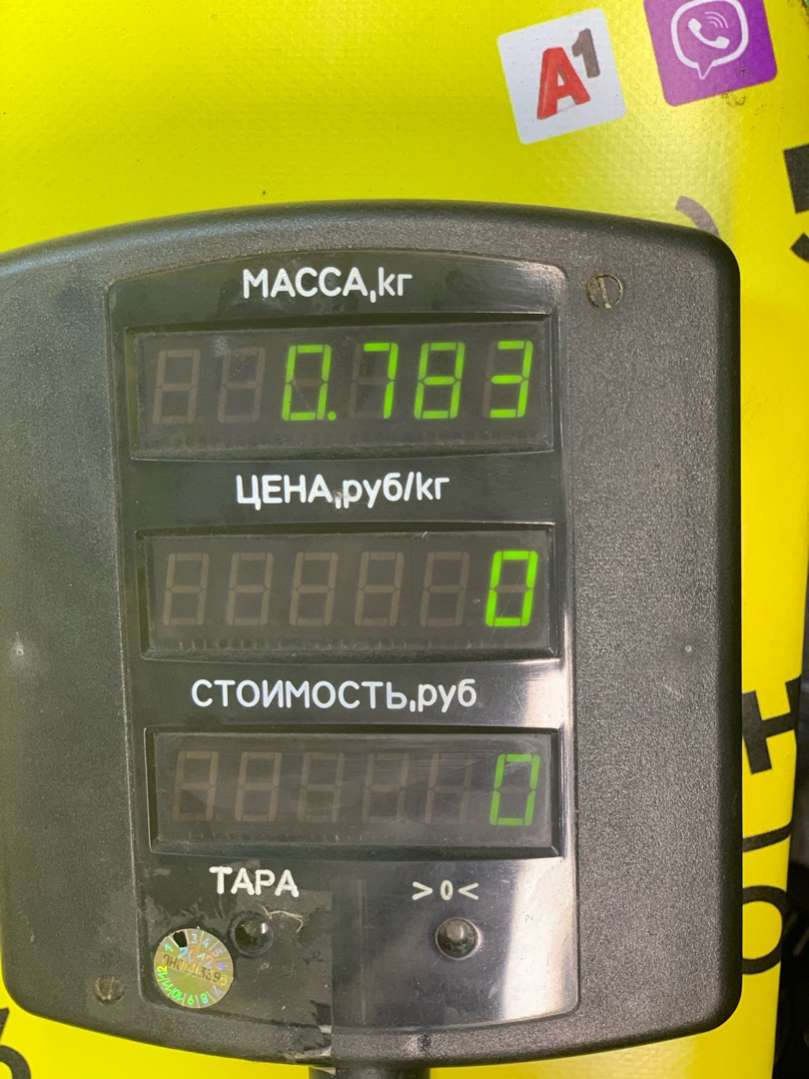 A1
МАССА,кг
0.783
ЦЕНА,руб/кг
0
СТОИМОСТЬ,руб
0
ТАРА >0<